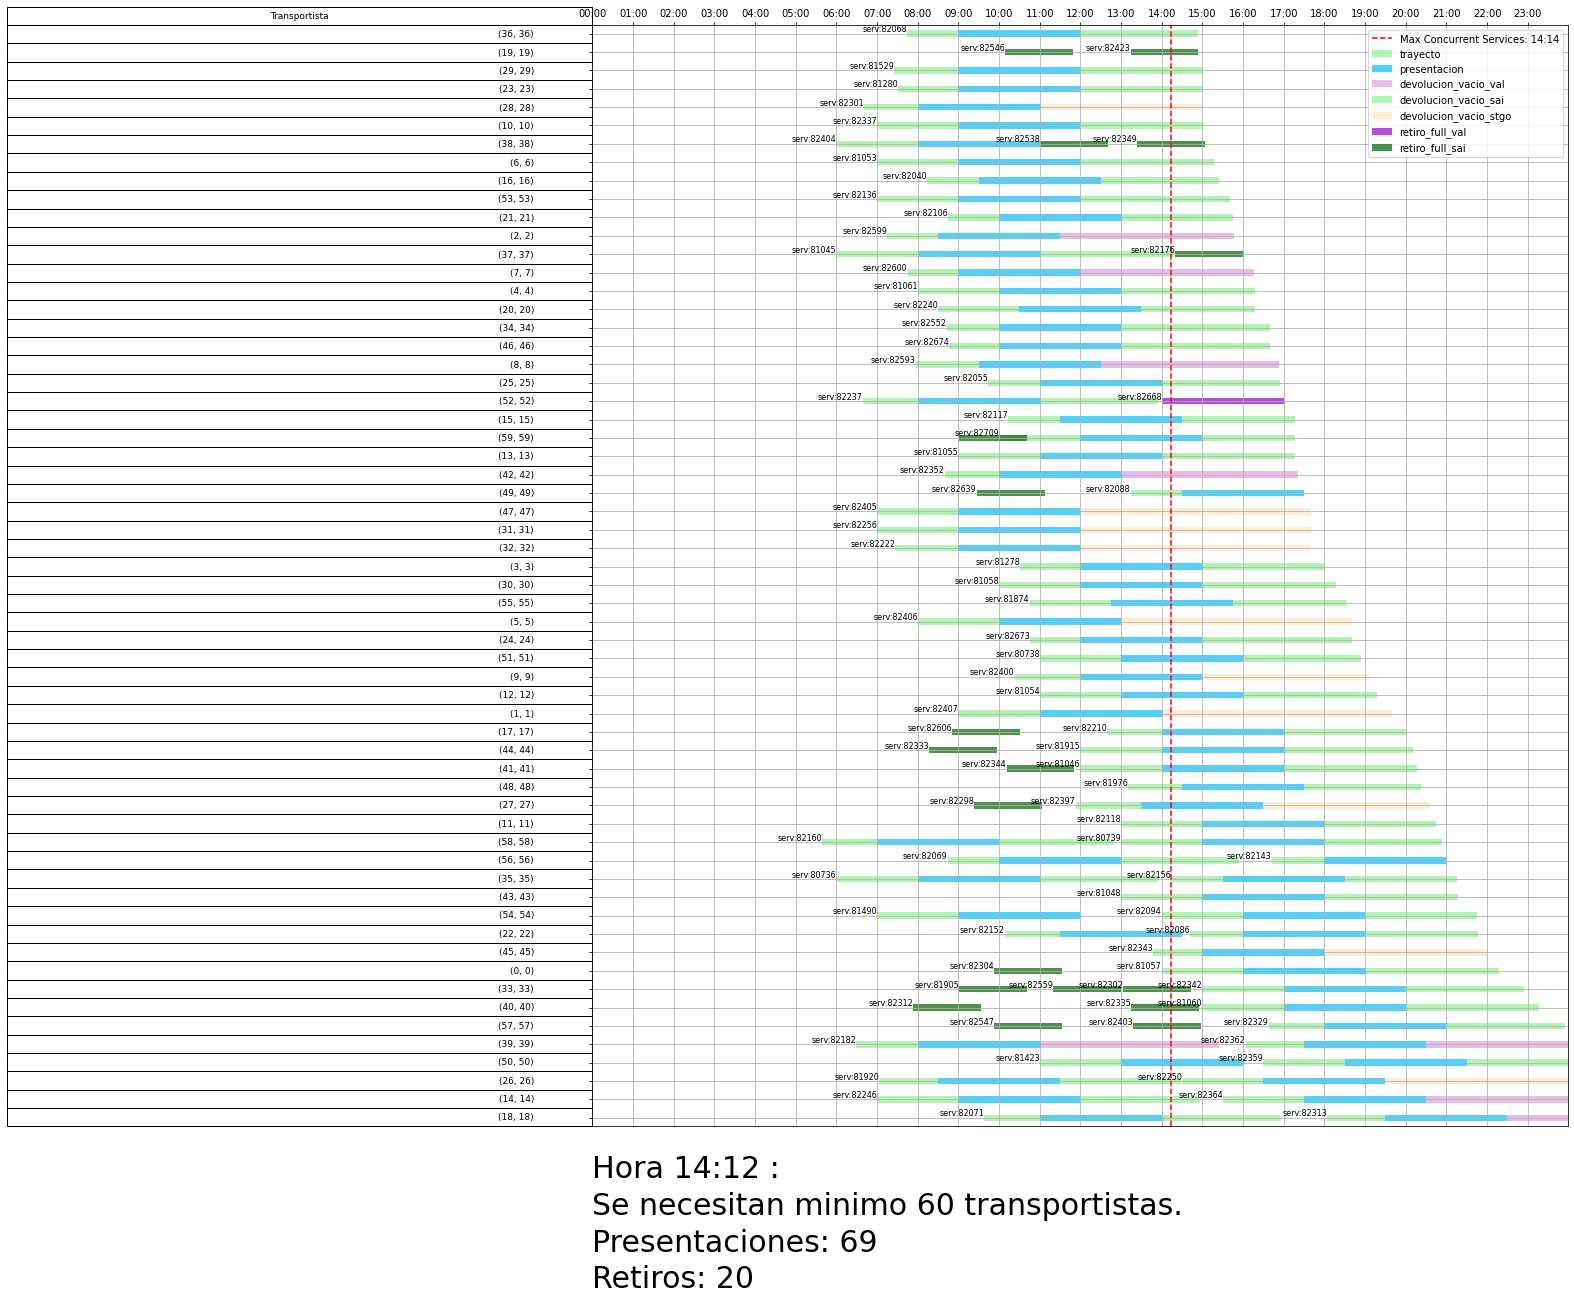 Transportista
00:00 01:00 02:00 03:00 04:00 05:00 06:00 07:00 08:00 09:00 10:00 11:00 12:00 13:00 14:00 15:00 16:00 17:00 18:00 19:00 20:00 21:00 22:00 23:00
Max Concurrent Services: 14:14
trayecto
presentacion
devolucion_vacio_val
devolucion_vacio_sai
devolucion_vacio_stgo
retiro_full_val
retiro_full_sai
(36, 36) serv:82068
(19, 19) serv:82546 serv:82423
(29, 29) serv:81529
(23, 23) serv:81280
(28, 28) serv:82301
(10, 10) serv:82337
(38, 38) serv:82404 serv:82538 serv:82349
(6, 6) serv:81053
(16, 16) serv:82040
(53, 53) serv:82136
(21, 21) serv:82106
(2, 2) serv:82599
(37, 37) serv:81045 serv:82176
(7, 7) serv:82600
(4, 4) serv:81061
(20, 20) serv:82240
(34, 34) serv:82552
(46, 46) serv:82674
(8, 8) serv:82593
(25, 25) serv:82055
(52, 52) serv:82237 serv:82668
(15, 15) serv:82117
(59, 59) serv:82709
(13, 13) serv:81055
(42, 42) serv:82352
(49, 49) serv:82639 serv:82088
(47, 47) serv:82405
(31, 31) serv:82256
(32, 32) serv:82222
(3, 3) serv:81278
(30, 30) serv:81058
(55, 55) serv:81874
(5, 5) serv:82406
(24, 24) serv:82673
(51, 51) serv:80738
(9, 9) serv:82400
(12, 12) serv:81054
(1, 1) serv:82407
(17, 17) serv:82606 serv:82210
(44, 44) serv:82333 serv:81915
(41, 41) serv:82344 serv:81046
(48, 48) serv:81976
(27, 27) serv:82298 serv:82397
(11, 11) serv:82118
(58, 58) serv:82160 serv:80739
(56, 56) serv:82069 serv:82143
(35, 35) serv:80736 serv:82156
(43, 43) serv:81048
(54, 54) serv:81490 serv:82094
(22, 22) serv:82152 serv:82086
(45, 45) serv:82343
(0, 0) serv:82304 serv:81057
(33, 33) serv:81905 serv:82559 serv:82302 serv:82342
(40, 40) serv:82312 serv:82335 serv:81060
(57, 57) serv:82547 serv:82403 serv:82329
(39, 39) serv:82182 serv:82362
(50, 50) serv:81423 serv:82359
(26, 26) serv:81920 serv:82250
(14, 14) serv:82246 serv:82364
(18, 18) serv:82071 serv:82313
Hora 14:12 :
Se necesitan minimo 60 transportistas.
Presentaciones: 69
Retiros: 20